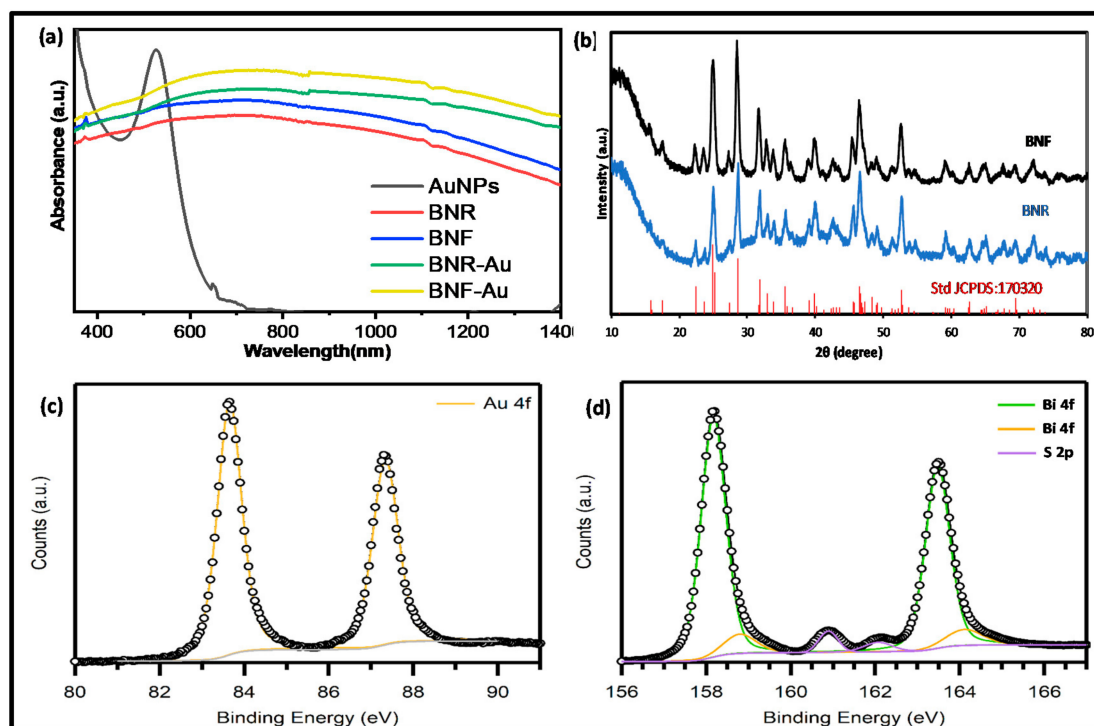 (a)
Absorbance (a.u.)
AuNPs
BNR
BNF
BNR-Au
BNF-Au
400 600 800 1000 1200 1400
Wavelength(nm)
(b)
Intensity (a.u.)
BNF
BNR
Std JCPDS:170320
10 20 30 40 50 60 70 80
2θ (degree)
(c)
Au 4f
Counts (a.u.)
80 82 84 86 88 90
Binding Energy (eV)
(d)
Bi 4f
Bi 4f
S 2p
Counts (a.u.)
156 158 160 162 164 166
Binding Energy (eV)